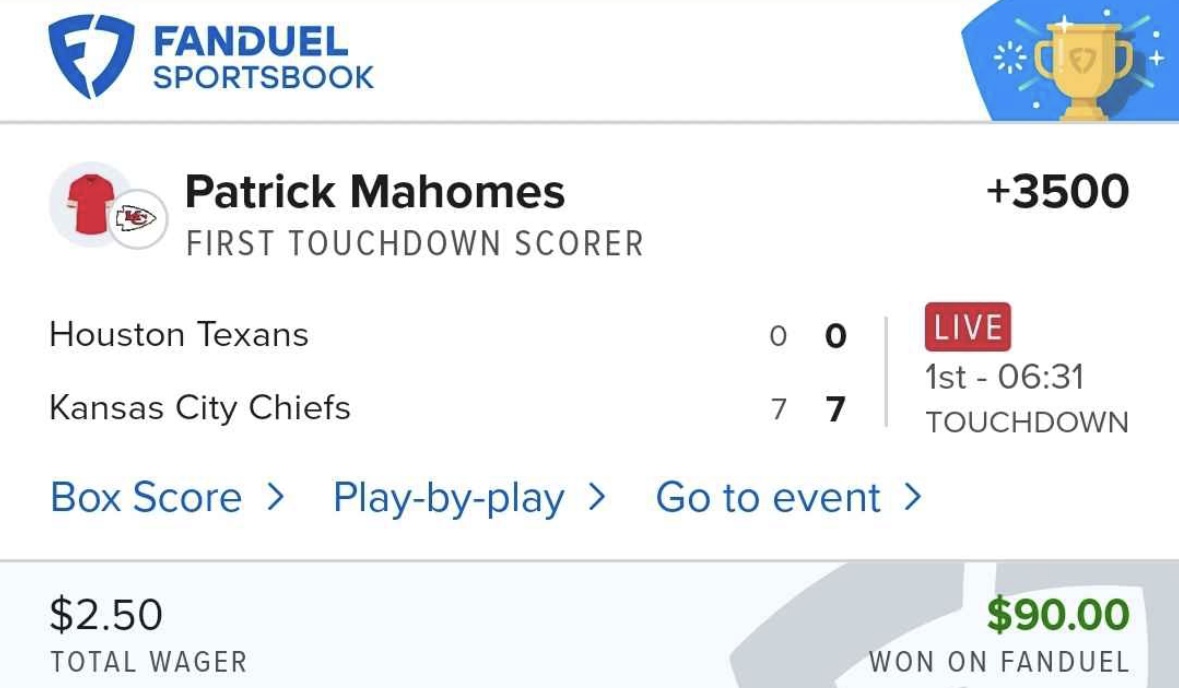 FANDUEL
SPORTSBOOK
Patrick Mahomes +3500
FIRST TOUCHDOWN SCORER
Houston Texans 0 0
LIVE
1st - 06:31
Kansas City Chiefs 7 7
TOUCHDOWN
Box Score > Play-by-play > Go to event >
$2.50 $90.00
TOTAL WAGER WON ON FANDUEL